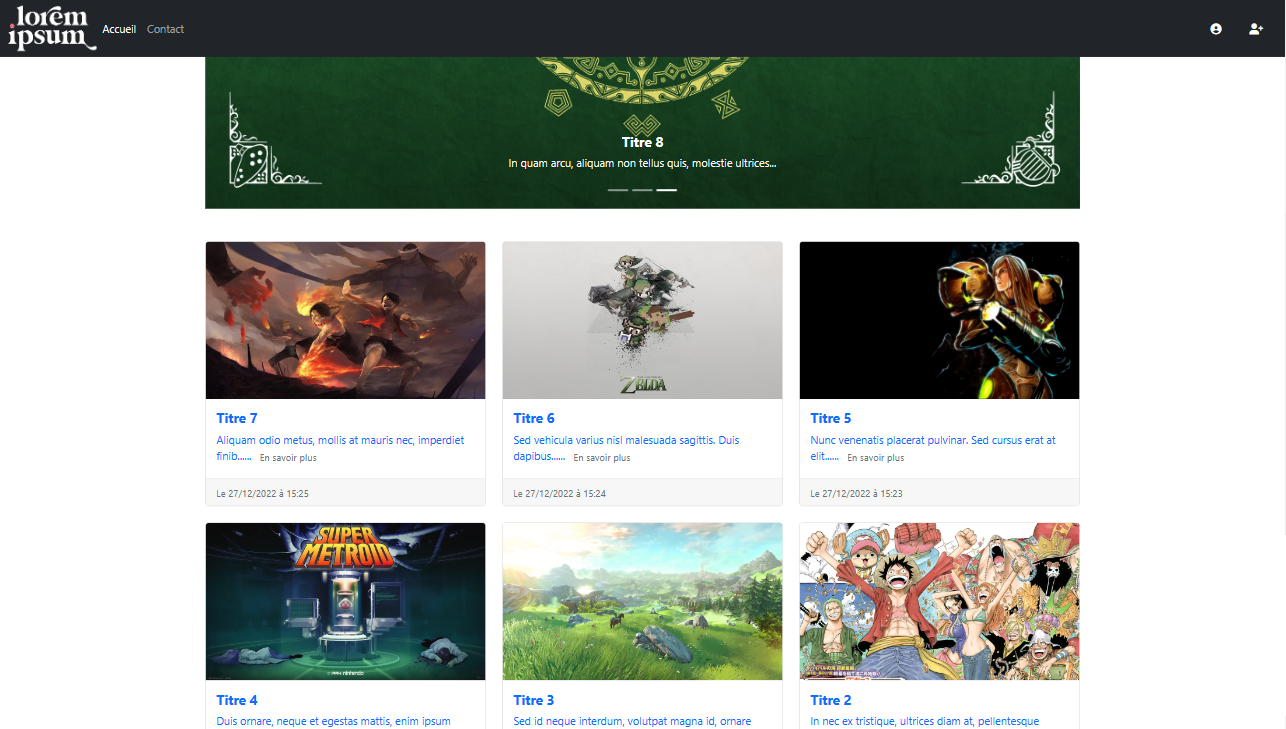 lorem
ipsum
Accueil Contact
Titre 8
In quam arcu, aliquam non tellus quis, molestie ultrices...
ZELDA
Titre 7
Aliquam odio metus, mollis at mauris nec, imperdiet
finib...... En savoir plus
Le 27/12/2022 à 15:25
Titre 6
Sed vehicula varius nisl malesuada sagittis. Duis
dapibus...... En savoir plus
Le 27/12/2022 à 15:24
Titre 5
Nunc venenatis placerat pulvinar. Sed cursus erat at
elit...... En savoir plus
Le 27/12/2022 à 15:23
SUPER
METROID
Nintendo
Titre 4
Duis ornare, neque et egestas mattis, enim ipsum
Titre 3
Sed id neque interdum, volutpat magna id, ornare
Titre 2
In nec ex tristique, ultrices diam at, pellentesque